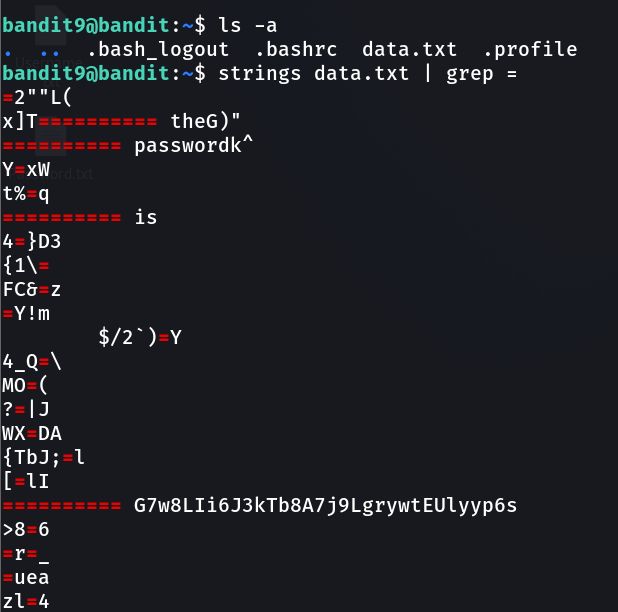 bandit9@bandit:~$ ls -a
. .. .bash_logout .bashrc data.txt .profile
bandit9@bandit:~$ strings data.txt | grep =
=2""L(
x]T========== theG)"
========== passwordk^
Y=xW
t%=q
========== is
4=}D3
{1\=
FC&=z
=Y!m
        $/2`)=Y
4_Q=\
MO=(
?=|J
WX=DA
{TbJ;=l
[=lI
========== G7w8LIi6J3kTb8A7j9LgrywtEUlyyp6s
>8=6
=r=_
=uea
zl=4